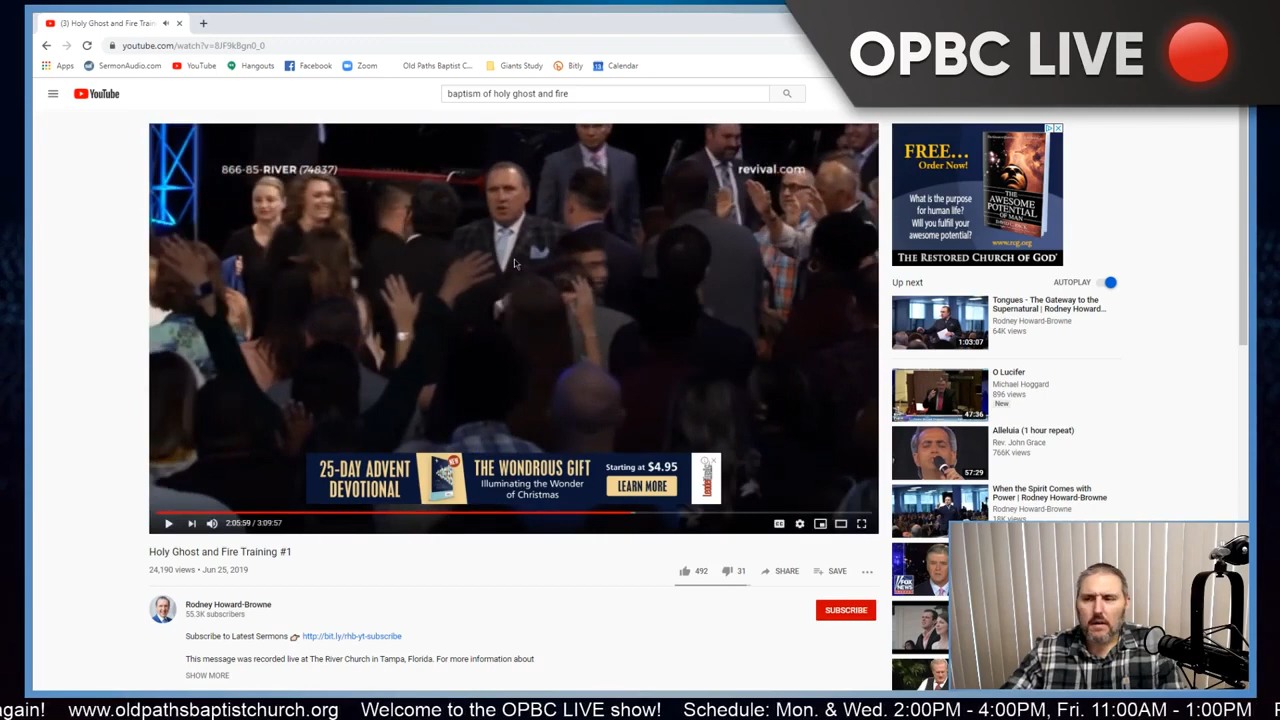 (3) Holy Ghost and Fire Train
youtube.com/watch?v=8JF9kBgn0_0
OPBC LIVE
Apps
SermonAudio.com
YouTube
Hangouts
Facebook
Zoom
Old Paths Baptist C...
Giants Study
Bitly
Calendar
YouTube
baptism of holy ghost and fire
866-85-RIVER (74837)
revival.com
FREE...
Order Now!
What is the purpose
for human life?
Will you fulfill your
awesome potential?
THE
AWESOME
POTENTIAL
OF MAN
www.rcg.org
THE RESTORED CHURCH OF GOD
Up next
AUTOPLAY
Tongues - The Gateway to the
Supernatural | Rodney Howard...
Rodney Howard-Browne
64K views
1:03:07
O Lucifer
Michael Hoggard
896 views
New
47:36
Alleluia (1 hour repeat)
Rev. John Grace
766K views
57:29
When the Spirit Comes with
Power | Rodney Howard-Browne
Rodney Howard-Browne
18K views
25-DAY ADVENT
DEVOTIONAL
THE WONDROUS GIFT
Illuminating the Wonder
of Christmas
Starting at $4.95
LEARN MORE
2:05:59 / 3:09:57
CC
Holy Ghost and Fire Training #1
24,190 views • Jun 25, 2019
492
31
SHARE
SAVE
Rodney Howard-Browne
55.3K subscribers
SUBSCRIBE
Subscribe to Latest Sermons 👉 http://bit.ly/rhb-yt-subscribe
This message was recorded live at The River Church in Tampa, Florida. For more information about
SHOW MORE
again! www.oldpathsbaptistchurch.org Welcome to the OPBC LIVE show! Schedule: Mon. & Wed. 2:00PM - 4:00PM, Fri. 11:00AM - 1:00PM